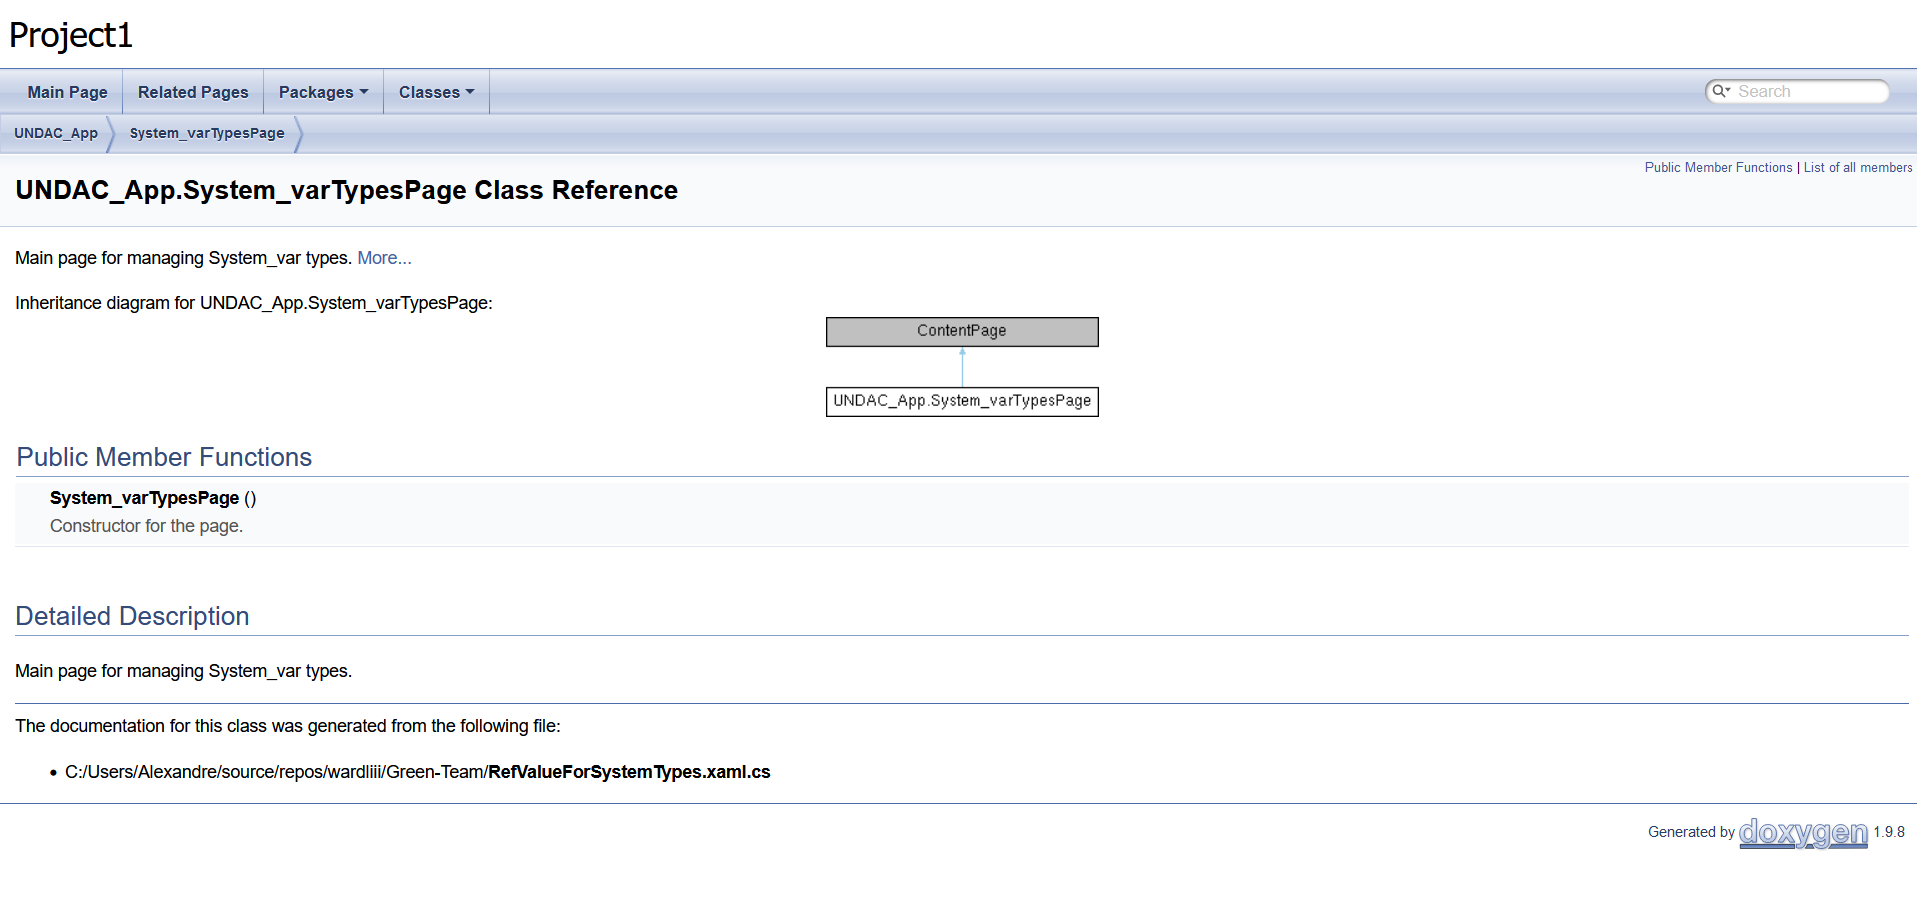 Project1
Main Page Related Pages Packages Classes Search
UNDAC_App System_varTypesPage
Public Member Functions | List of all members
UNDAC_App.System_varTypesPage Class Reference
Main page for managing System_var types. More...
Inheritance diagram for UNDAC_App.System_varTypesPage:
ContentPage
UNDAC_App.System_varTypesPage
Public Member Functions
System_varTypesPage ()
Constructor for the page.
Detailed Description
Main page for managing System_var types.
The documentation for this class was generated from the following file:
• C:/Users/Alexandre/source/repos/wardliii/Green-Team/RefValueForSystemTypes.xaml.cs
Generated by doxygen 1.9.8